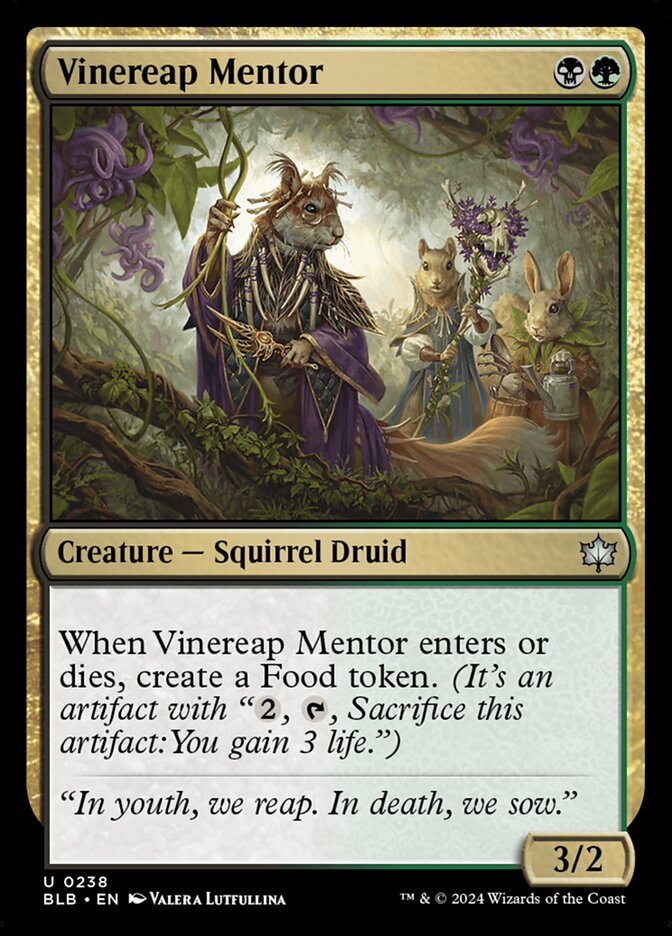 Vinereap Mentor
Creature — Squirrel Druid
When Vinereap Mentor enters or
dies, create a Food token. (It's an
artifact with “2, , Sacrifice this
artifact: You gain 3 life.”)
“In youth, we reap. In death, we sow.”
3/2
U 0238
BLB • EN Valera Lutfullina
™ & © 2024 Wizards of the Coast